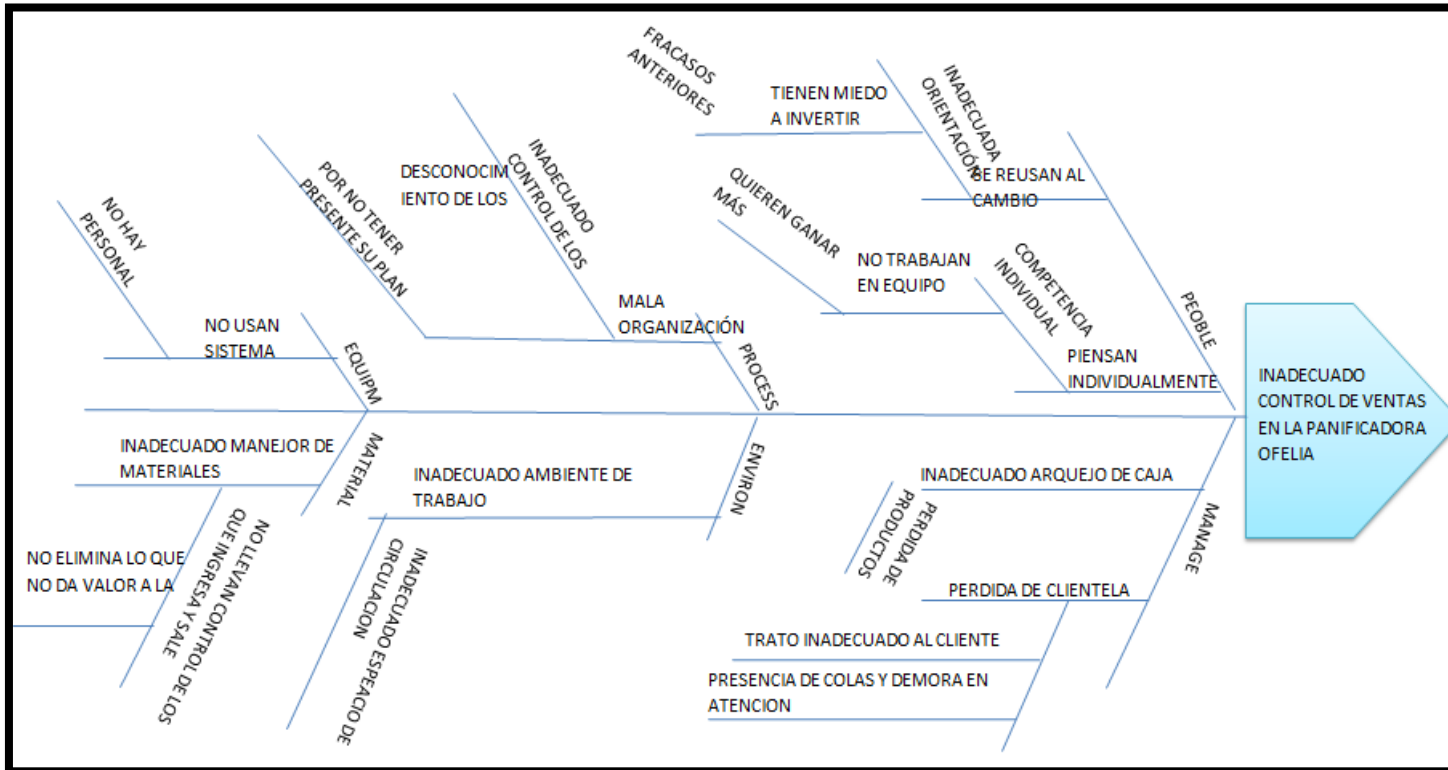 FRACASOS
ANTERIORES
TIENEN MIEDO
A INVERTIR
INADECUADA
ORIENTACIÓN
SE REUSAN AL
CAMBIO
DESCONOCIM
IENTO DE LOS
INADECUADO
CONTROL DE LOS
POR NO TENER
PRESENTE SU PLAN
QUIEREN GANAR
MÁS
NO TRABAJAN
EN EQUIPO
COMPETENCIA
INDIVIDUAL
PIENSAN
INDIVIDUALMENTE
PEOBLE
NO HAY
PERSONAL
NO USAN
SISTEMA
EQUIPM
MALA
ORGANIZACIÓN
PROCESS
INADECUADO
CONTROL DE VENTAS
EN LA PANIFICADORA
OFELIA
INADECUADO MANEJOR DE
MATERIALES
MATERIAL
NO ELIMINA LO QUE
NO DA VALOR A LA
NO LLEVAN CONTROL DE LOS
QUE INGRESA Y SALE
INADECUADO AMBIENTE DE
TRABAJO
ENVIRON
INADECUADO ESPEACIO DE
CIRCULACION
INADECUADO ARQUEJO DE CAJA
PERDIDA DE
PRODUCTOS
MANAGE
PERDIDA DE CLIENTELA
TRATO INADECUADO AL CLIENTE
PRESENCIA DE COLAS Y DEMORA EN
ATENCION